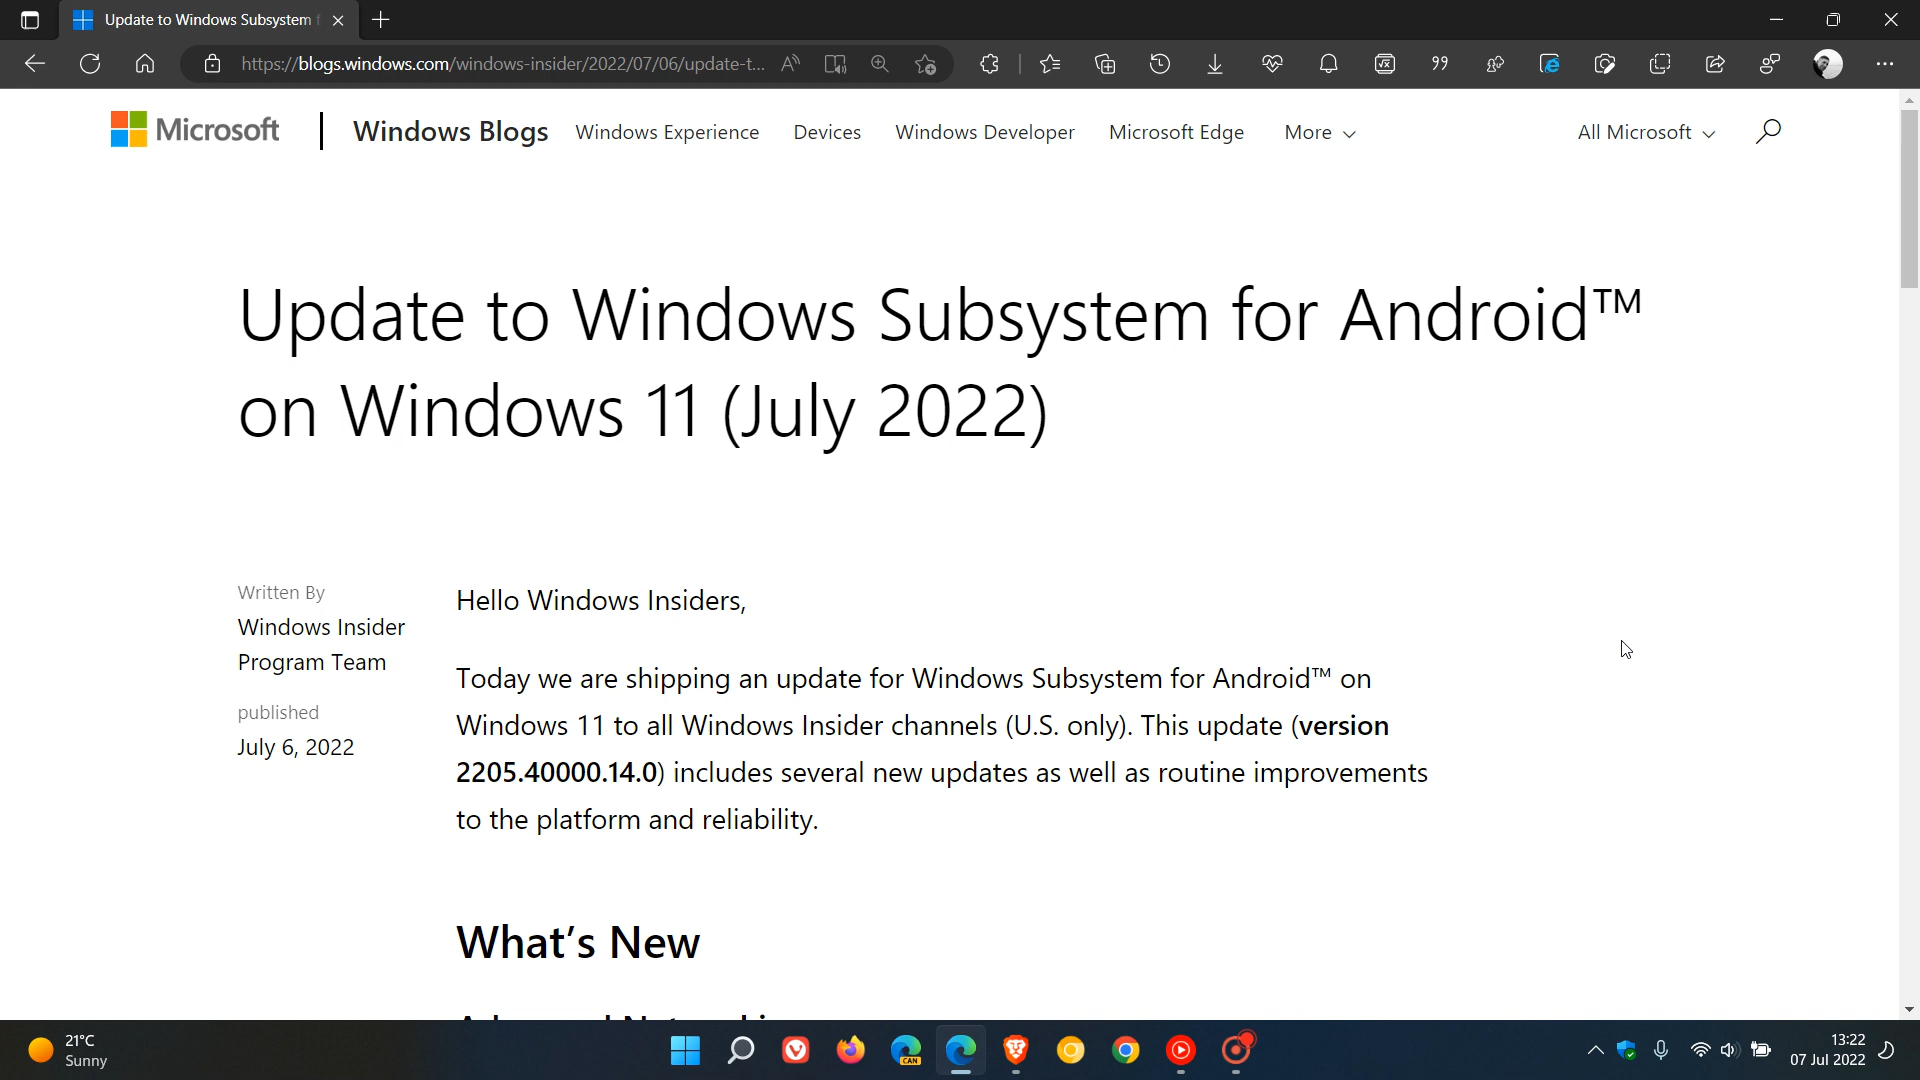 Update to Windows Subsystem
https://blogs.windows.com/windows-insider/2022/07/06/update-t...
Microsoft
Windows Blogs
Windows Experience
Devices
Windows Developer
Microsoft Edge
More
All Microsoft
Update to Windows Subsystem for Android™
on Windows 11 (July 2022)
Written By
Windows Insider
Program Team
published
July 6, 2022
Hello Windows Insiders,
Today we are shipping an update for Windows Subsystem for Android™ on
Windows 11 to all Windows Insider channels (U.S. only). This update (version
2205.40000.14.0) includes several new updates as well as routine improvements
to the platform and reliability.
What's New
21°C
Sunny
CAN
13:22
07 Jul 2022